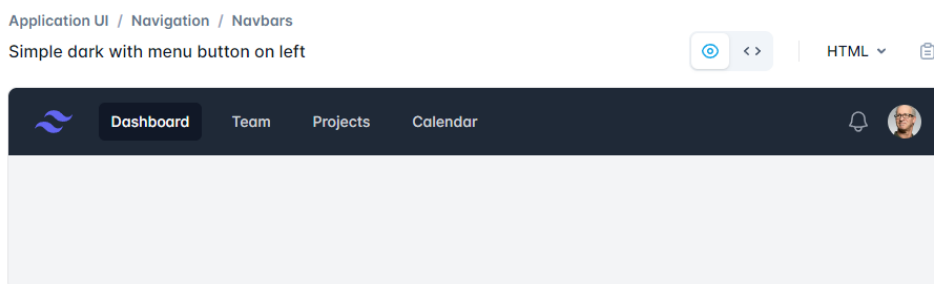 Application UI / Navigation / Navbars
Simple dark with menu button on left
HTML
Dashboard Team Projects Calendar